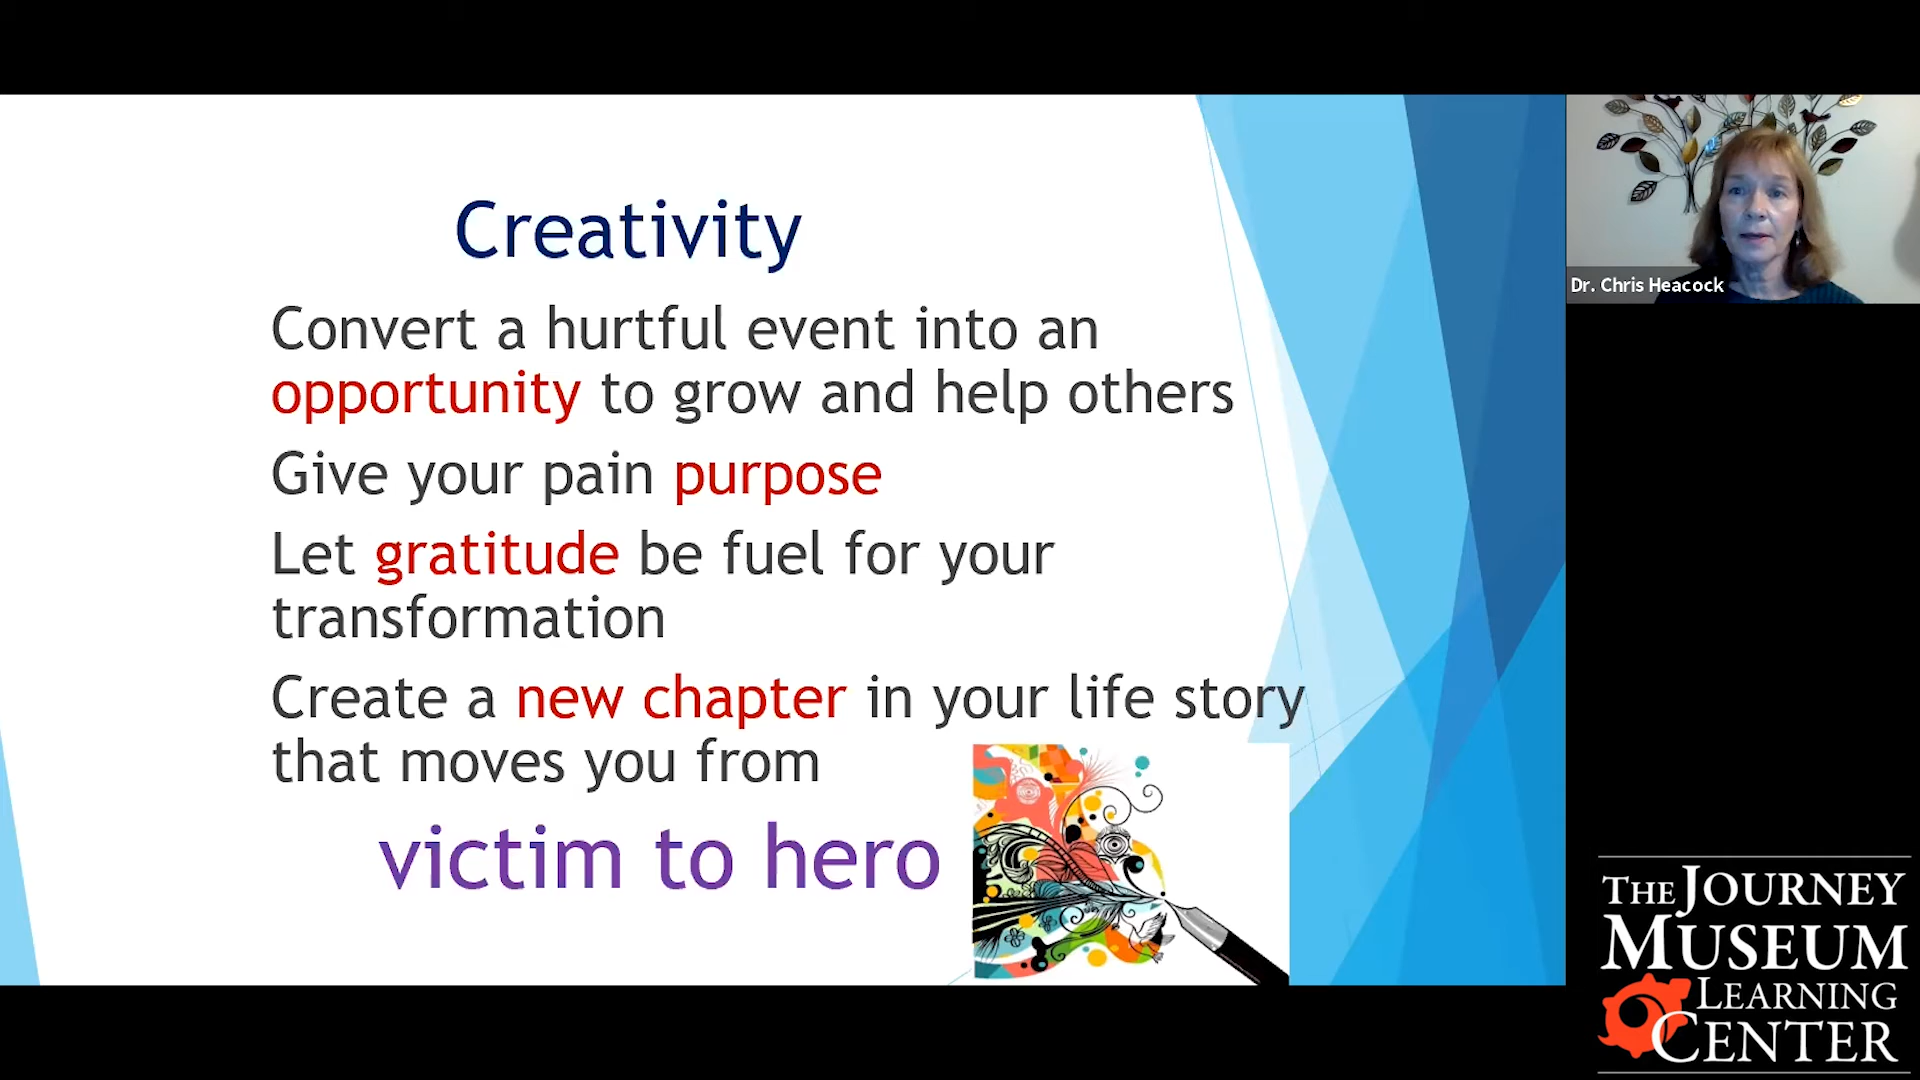 Creativity
Convert a hurtful event into an
opportunity to grow and help others
Give your pain purpose
Let gratitude be fuel for your
transformation
Create a new chapter in your life story
that moves you from
victim to hero
Dr. Chris Heacock
THE JOURNEY
MUSEUM
LEARNING
CENTER